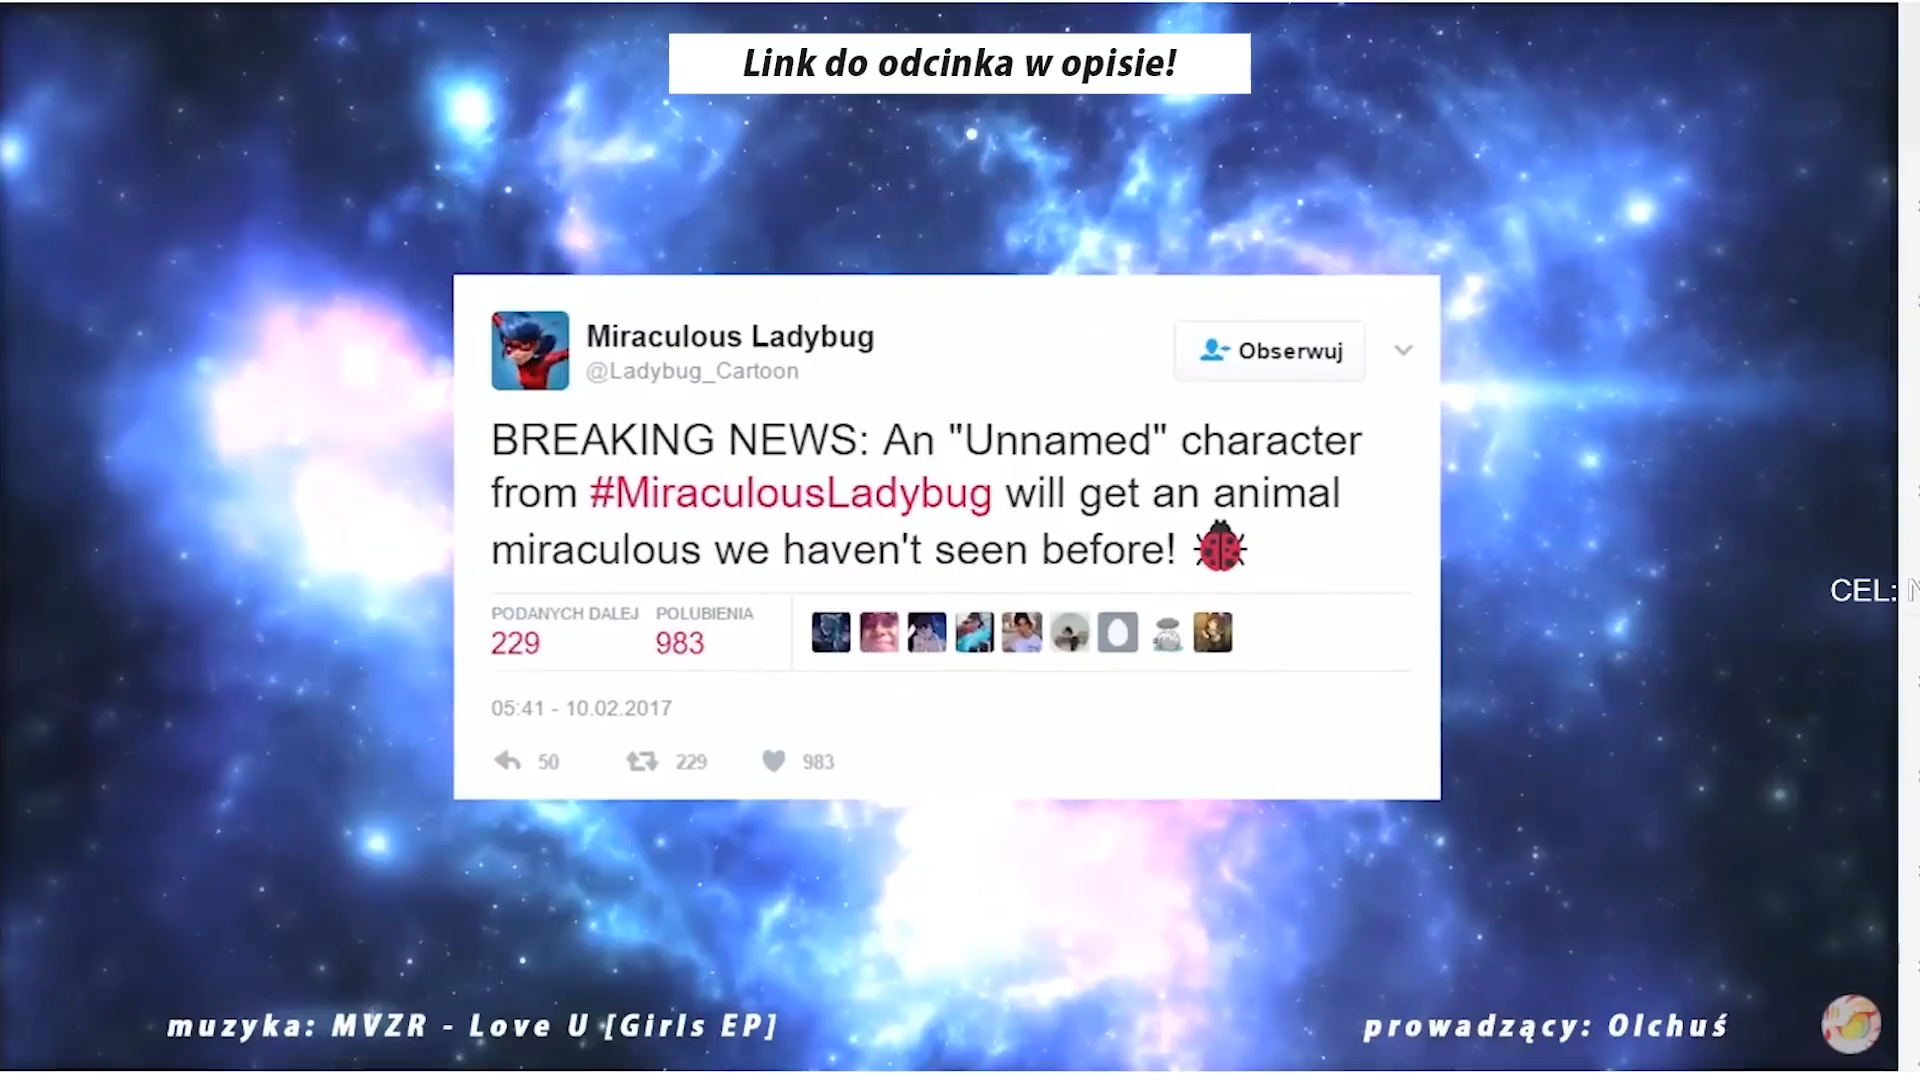 Link do odcinka w opisie!
Miraculous Ladybug
@Ladybug_Cartoon
Obserwuj
BREAKING NEWS: An "Unnamed" character
from #MiraculousLadybug will get an animal
miraculous we haven't seen before!
PODANYCH DALEJ POLUBIENIA
229 983
05:41 - 10.02.2017
50 229 983
CEL:
muzyka: MVZR - Love U [Girls EP]
prowadzący: Olchuś